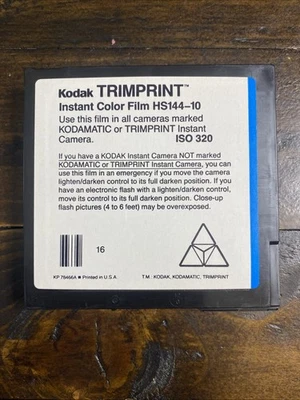 Kodak TRIMPRINT™
Instant Color Film HS144-10
Use this film in all cameras marked
KODAMATIC or TRIMPRINT Instant
Camera. ISO 320
If you have a KODAK Instant Camera NOT marked
KODAMATIC or TRIMPRINT Instant Camera, you can
use this film in an emergency if you move the camera
lighten/darken control to its full darken position. If you
have an electronic flash with a lighten/darken control,
move its control to its full darken position. Close-up
flash pictures (4 to 6 feet) may be overexposed.
16
KP 76466A ■ Printed in U.S.A. T.M.: KODAK, KODAMATIC, TRIMPRINT